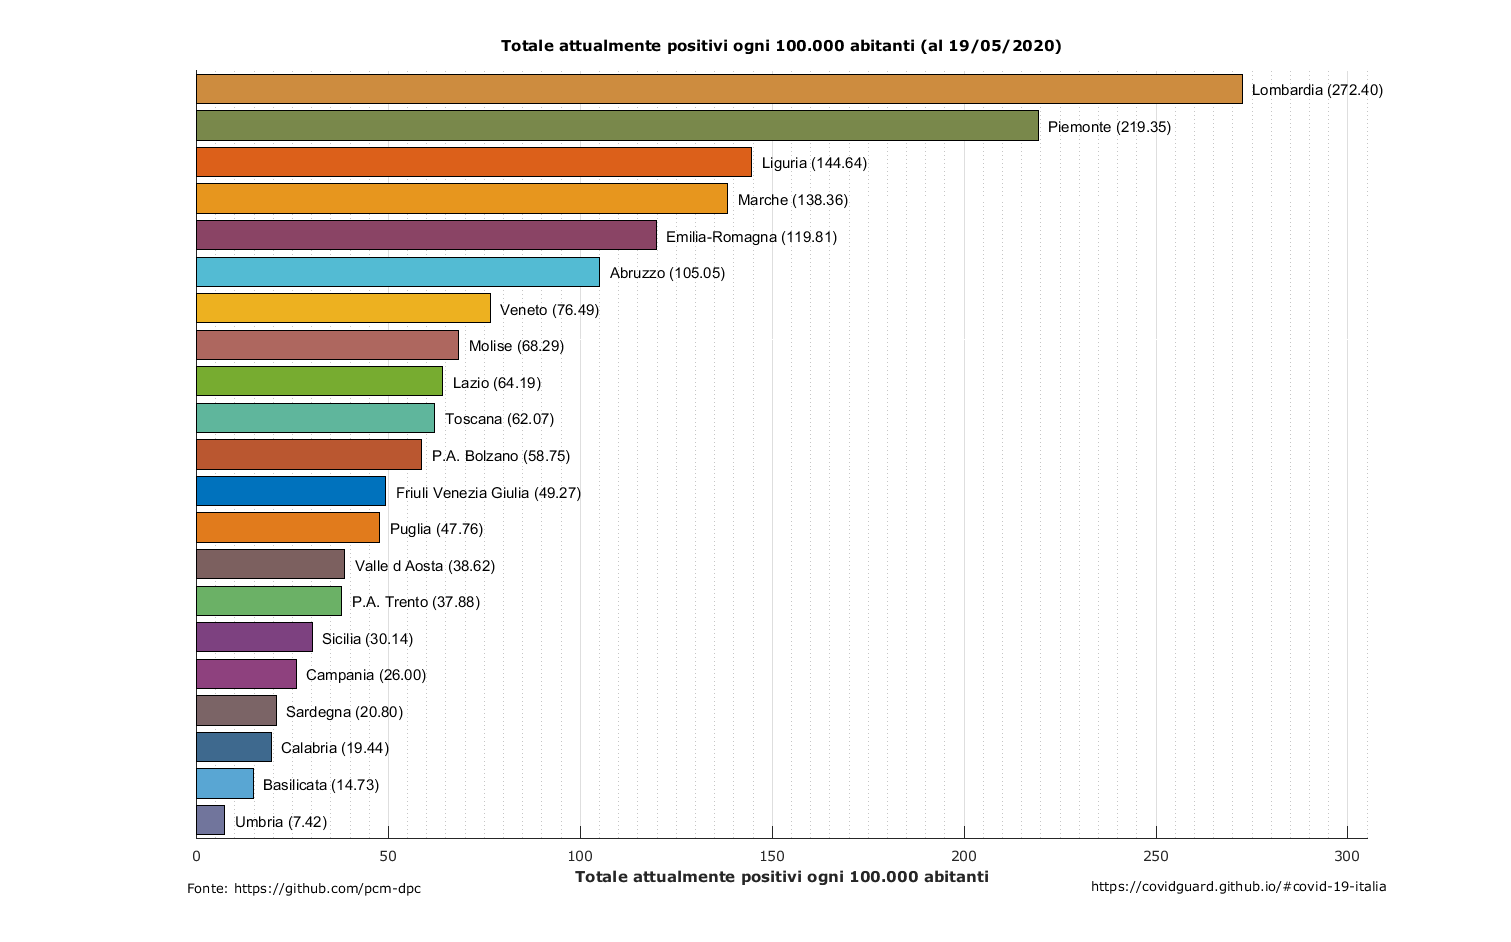 Totale attualmente positivi ogni 100.000 abitanti (al 19/05/2020)
Lombardia (272.40)
Piemonte (219.35)
Liguria (144.64)
Marche (138.36)
Emilia-Romagna (119.81)
Abruzzo (105.05)
Veneto (76.49)
Molise (68.29)
Lazio (64.19)
Toscana (62.07)
P.A. Bolzano (58.75)
Friuli Venezia Giulia (49.27)
Puglia (47.76)
Valle d Aosta (38.62)
P.A. Trento (37.88)
Sicilia (30.14)
Campania (26.00)
Sardegna (20.80)
Calabria (19.44)
Basilicata (14.73)
Umbria (7.42)
0 50 100 150 200 250 300
Totale attualmente positivi ogni 100.000 abitanti
Fonte: https://github.com/pcm-dpc
https://covidguard.github.io/#covid-19-italia